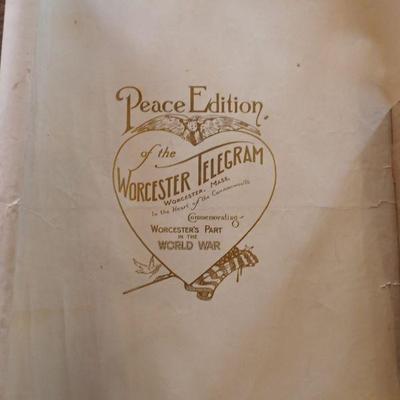 Peace Edition
of the
WORCESTER TELEGRAM
WORCESTER, MASS.
In the Heart of the Commonwealth
Commemorating
WORCESTER'S PART
IN THE
WORLD WAR